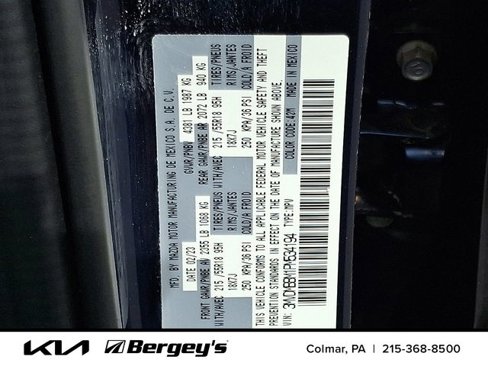 MFD. BY MAZDA MOTOR MANUFACTURING DE MEXICO S.A. DE C.V.
DATE 02/23 GVWR/PNBV 4381 LB 1987 KG
FRONT GAWR/PNBE AV 2355 LB 1068 KG REAR GAWR/PNBE AR 2072 LB 940 KG
TIRES/PNEUS WITH/AVEC 215/55R18 95H TIRES/PNEUS WITH/AVEC 215/55R18 95H
RIMS/JANTES 18X7J RIMS/JANTES 18X7J
COLD/A FROID 250 KPA/36 PSI COLD/A FROID 250 KPA/36 PSI
THIS VEHICLE CONFORMS TO ALL APPLICABLE FEDERAL MOTOR VEHICLE SAFETY AND THEFT
PREVENTION STANDARDS IN EFFECT ON THE DATE OF MANUFACTURE SHOWN ABOVE.
COLOR CODE:42M MADE IN MEXICO
VIN: TYPE:MPV
KIA Bergey's Colmar, PA | 215-368-8500